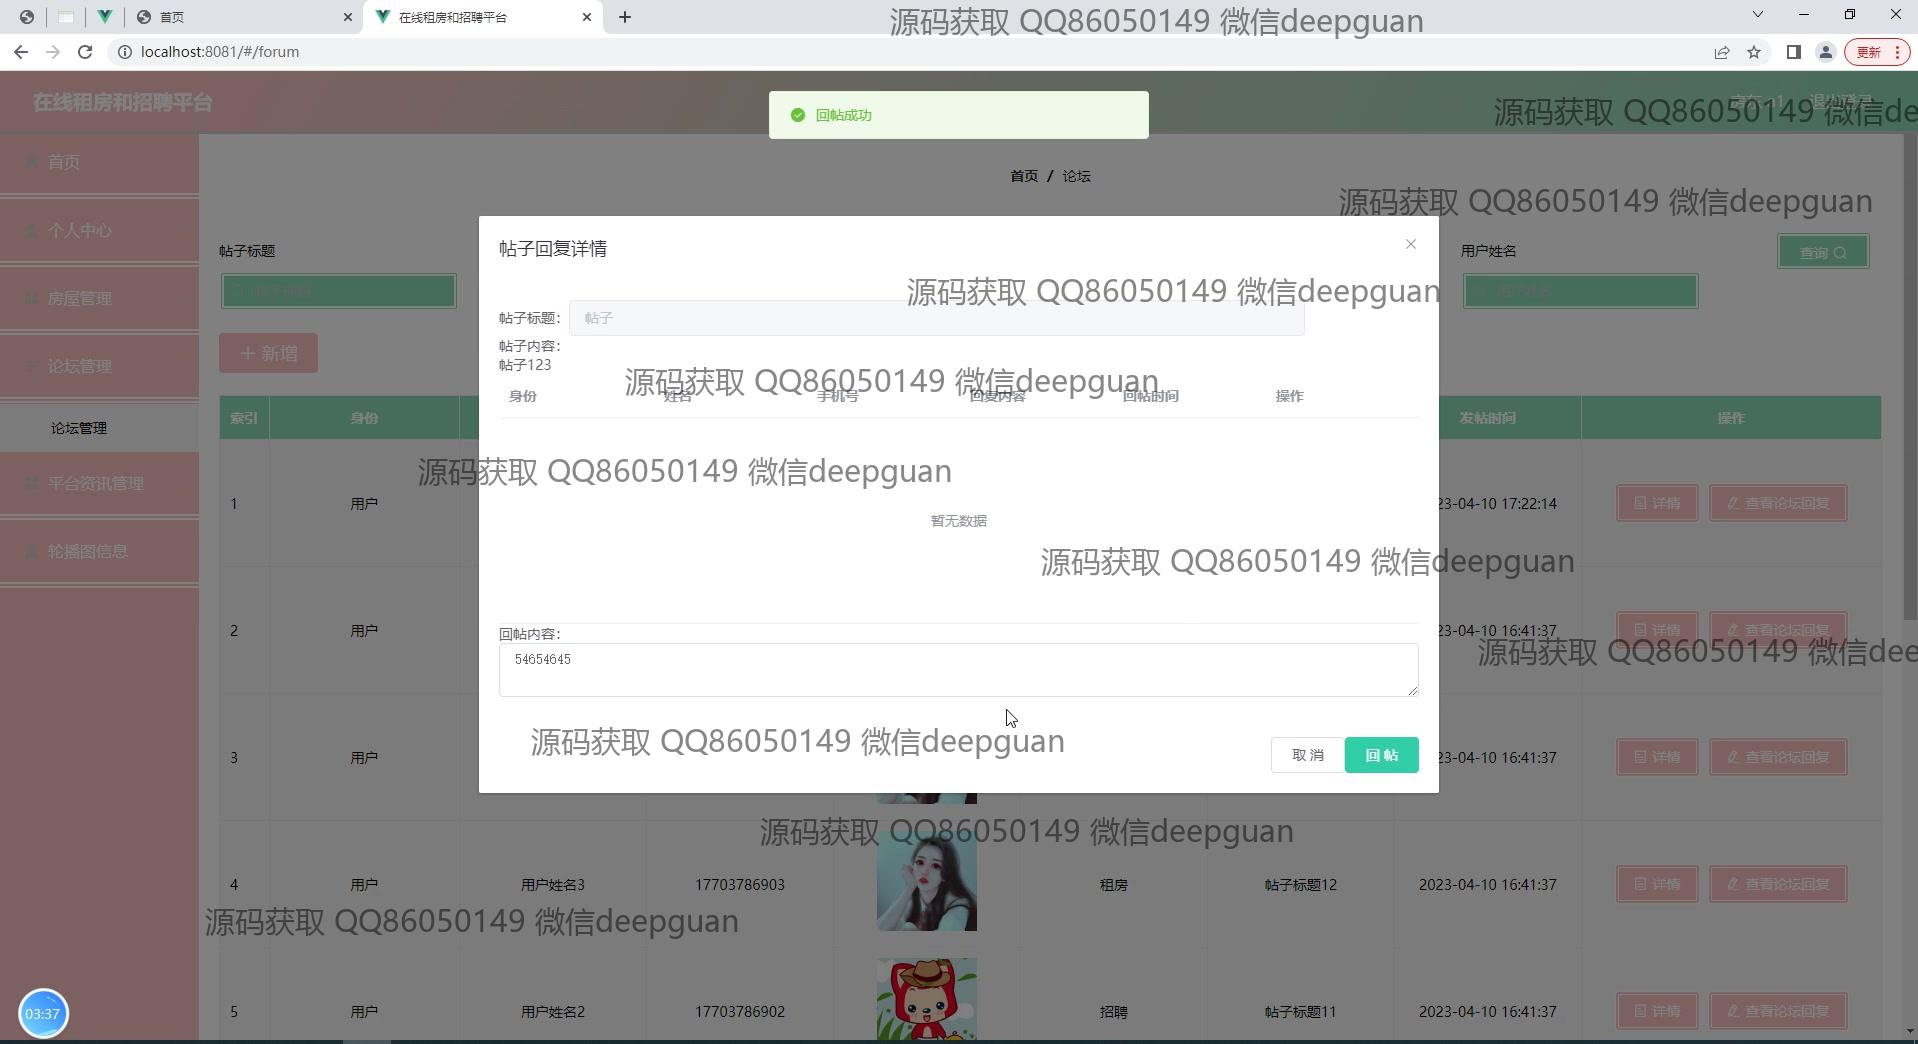 首页
在线租房和招聘平台
源码获取 QQ86050149 微信deepguan
localhost:8081/#/forum
更新
在线租房和招聘平台
回帖成功
退出登录
源码获取 QQ86050149 微信dee
首页
首页 / 论坛
源码获取 QQ86050149 微信deepguan
个人中心
帖子标题
帖子回复详情
用户姓名
查询
房屋管理
源码获取 QQ86050149 微信deepguan
帖子标题:
帖子
新增
帖子内容:
帖子123
论坛管理
源码获取 QQ86050149 微信deepguan
身份
姓名
手机号
回复内容
回帖时间
操作
索引
身份
发帖时间
操作
论坛管理
源码获取 QQ86050149 微信deepguan
平台资讯管理
1
用户
23-04-10 17:22:14
详情
查看论坛回复
暂无数据
轮播图信息
源码获取 QQ86050149 微信deepguan
2
用户
23-04-10 16:41:37
详情
查看论坛回复
回帖内容:
源码获取 QQ86050149 微信dee
54654645
源码获取 QQ86050149 微信deepguan
取消
回帖
3
用户
23-04-10 16:41:37
详情
查看论坛回复
源码获取 QQ86050149 微信deepguan
4
用户
用户姓名3
17703786903
租房
帖子标题12
2023-04-10 16:41:37
详情
查看论坛回复
源码获取 QQ86050149 微信deepguan
5
用户
用户姓名2
17703786902
招聘
帖子标题11
2023-04-10 16:41:37
详情
查看论坛回复
03:37